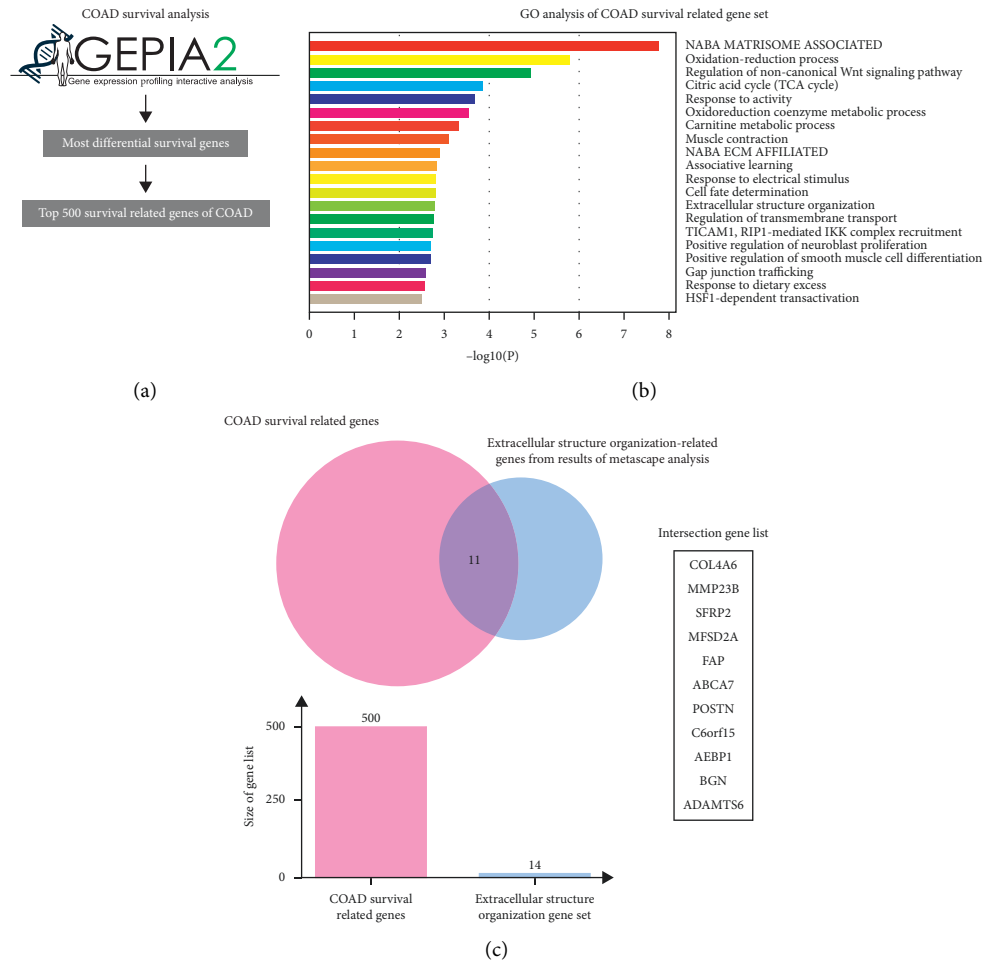 COAD survival analysis
GEPIA2
Gene expression profiling interactive analysis
Most differential survival genes
Top 500 survival related genes of COAD
(a)
GO analysis of COAD survival related gene set
NABA MATRISOME ASSOCIATED
Oxidation-reduction process
Regulation of non-canonical Wnt signaling pathway
Citric acid cycle (TCA cycle)
Response to activity
Oxidoreduction coenzyme metabolic process
Carnitine metabolic process
Muscle contraction
NABA ECM AFFILIATED
Associative learning
Response to electrical stimulus
Cell fate determination
Extracellular structure organization
Regulation of transmembrane transport
TICAM1, RIP1-mediated IKK complex recruitment
Positive regulation of neuroblast proliferation
Positive regulation of smooth muscle cell differentiation
Gap junction trafficking
Response to dietary excess
HSF1-dependent transactivation
0 1 2 3 4 5 6 7 8
–log10(P)
(b)
COAD survival related genes
Extracellular structure organization-related
genes from results of metascape analysis
11
Intersection gene list
COL4A6
MMP23B
SFRP2
MFSD2A
FAP
ABCA7
POSTN
C6orf15
AEBP1
BGN
ADAMTS6
Size of gene list
500
250
0
500
14
COAD survival
related genes
Extracellular structure
organization gene set
(c)